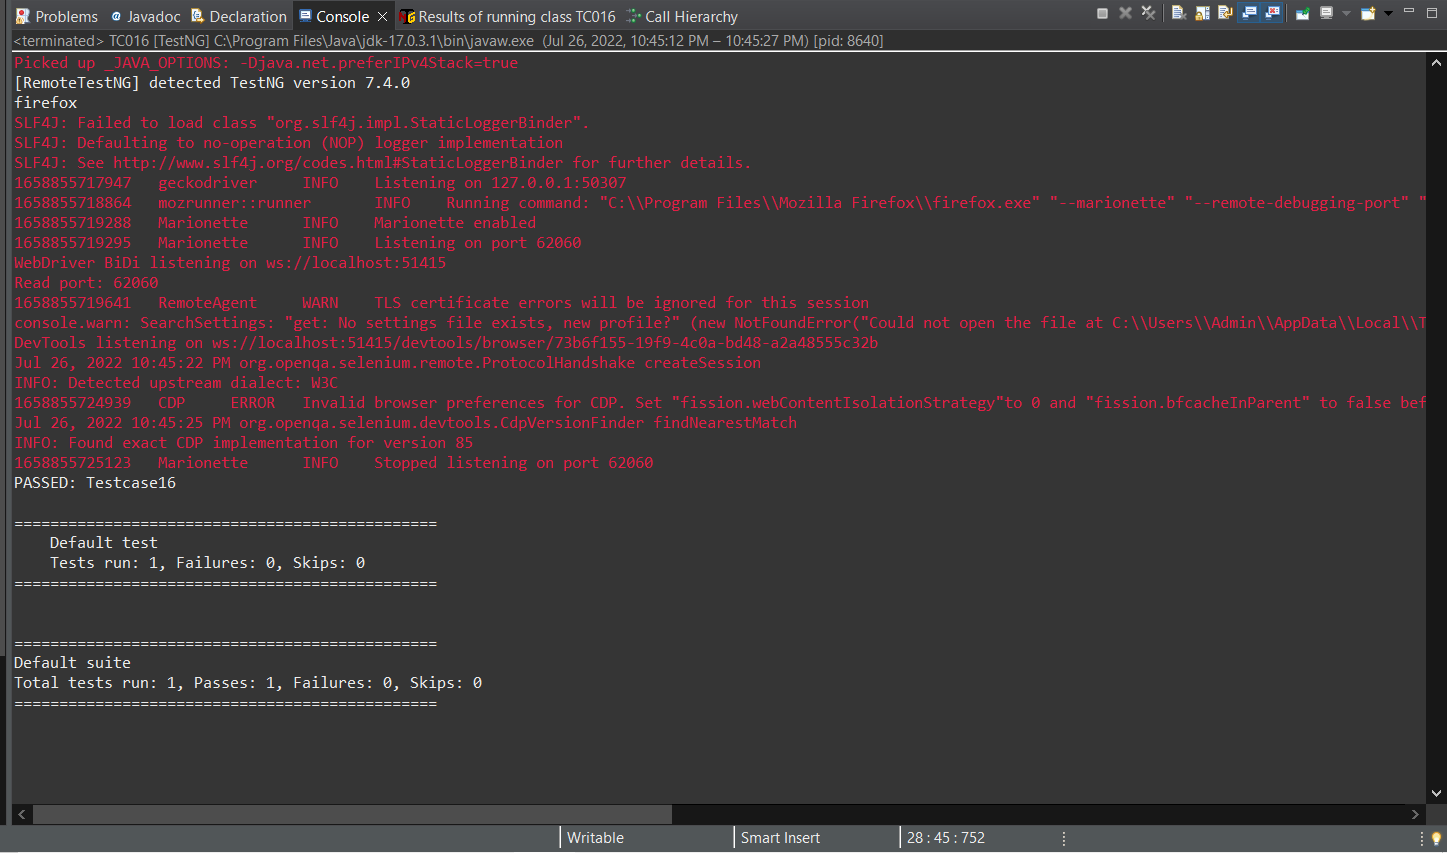 Problems Javadoc Declaration Console Results of running class TC016 Call Hierarchy
<terminated> TC016 [TestNG] C:\Program Files\Java\jdk-17.0.3.1\bin\javaw.exe (Jul 26, 2022, 10:45:12 PM – 10:45:27 PM) [pid: 8640]
Picked up _JAVA_OPTIONS: -Djava.net.preferIPv4Stack=true
[RemoteTestNG] detected TestNG version 7.4.0
firefox
SLF4J: Failed to load class "org.slf4j.impl.StaticLoggerBinder".
SLF4J: Defaulting to no-operation (NOP) logger implementation
SLF4J: See http://www.slf4j.org/codes.html#StaticLoggerBinder for further details.
1658855717947 geckodriver INFO Listening on 127.0.0.1:50307
1658855718864 mozrunner::runner INFO Running command: "C:\\Program Files\\Mozilla Firefox\\firefox.exe" "--marionette" "--remote-debugging-port" "
1658855719288 Marionette INFO Marionette enabled
1658855719295 Marionette INFO Listening on port 62060
WebDriver BiDi listening on ws://localhost:51415
Read port: 62060
1658855719641 RemoteAgent WARN TLS certificate errors will be ignored for this session
console.warn: SearchSettings: "get: No settings file exists, new profile?" (new NotFoundError("Could not open the file at C:\\Users\\Admin\\AppData\\Local\\T
DevTools listening on ws://localhost:51415/devtools/browser/73b6f155-19f9-4c0a-bd48-a2a48555c32b
Jul 26, 2022 10:45:22 PM org.openqa.selenium.remote.ProtocolHandshake createSession
INFO: Detected upstream dialect: W3C
1658855724939 CDP ERROR Invalid browser preferences for CDP. Set "fission.webContentIsolationStrategy"to 0 and "fission.bfcacheInParent" to false bef
Jul 26, 2022 10:45:25 PM org.openqa.selenium.devtools.CdpVersionFinder findNearestMatch
INFO: Found exact CDP implementation for version 85
1658855725123 Marionette INFO Stopped listening on port 62060
PASSED: Testcase16
===============================================
Default test
Tests run: 1, Failures: 0, Skips: 0
===============================================
===============================================
Default suite
Total tests run: 1, Passes: 1, Failures: 0, Skips: 0
===============================================
Writable Smart Insert 28 : 45 : 752